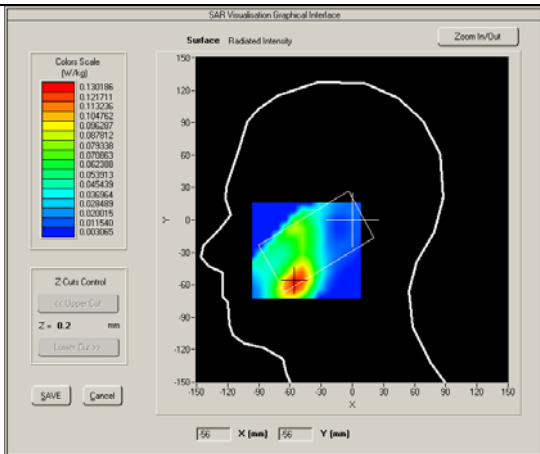 SAR Visualisation Graphical Interface
Surface Radiated Intensity
Zoom In/Out
Colors Scale
(W/kg)
0.130186
0.121711
0.113236
0.104762
0.096287
0.087812
0.079338
0.070863
0.062388
0.053913
0.045439
0.036964
0.028489
0.020015
0.011540
0.003065
Z Cuts Control
<< Upper Cut
Z = 0.2 mm
Lower Cut >>
SAVE Cancel
150
120
90
60
30
0
-30
-60
-90
-120
-150
Y
-150 -120 -90 -60 -30 0 30 60 90 120 150
X
-56 X (mm) -56 Y (mm)